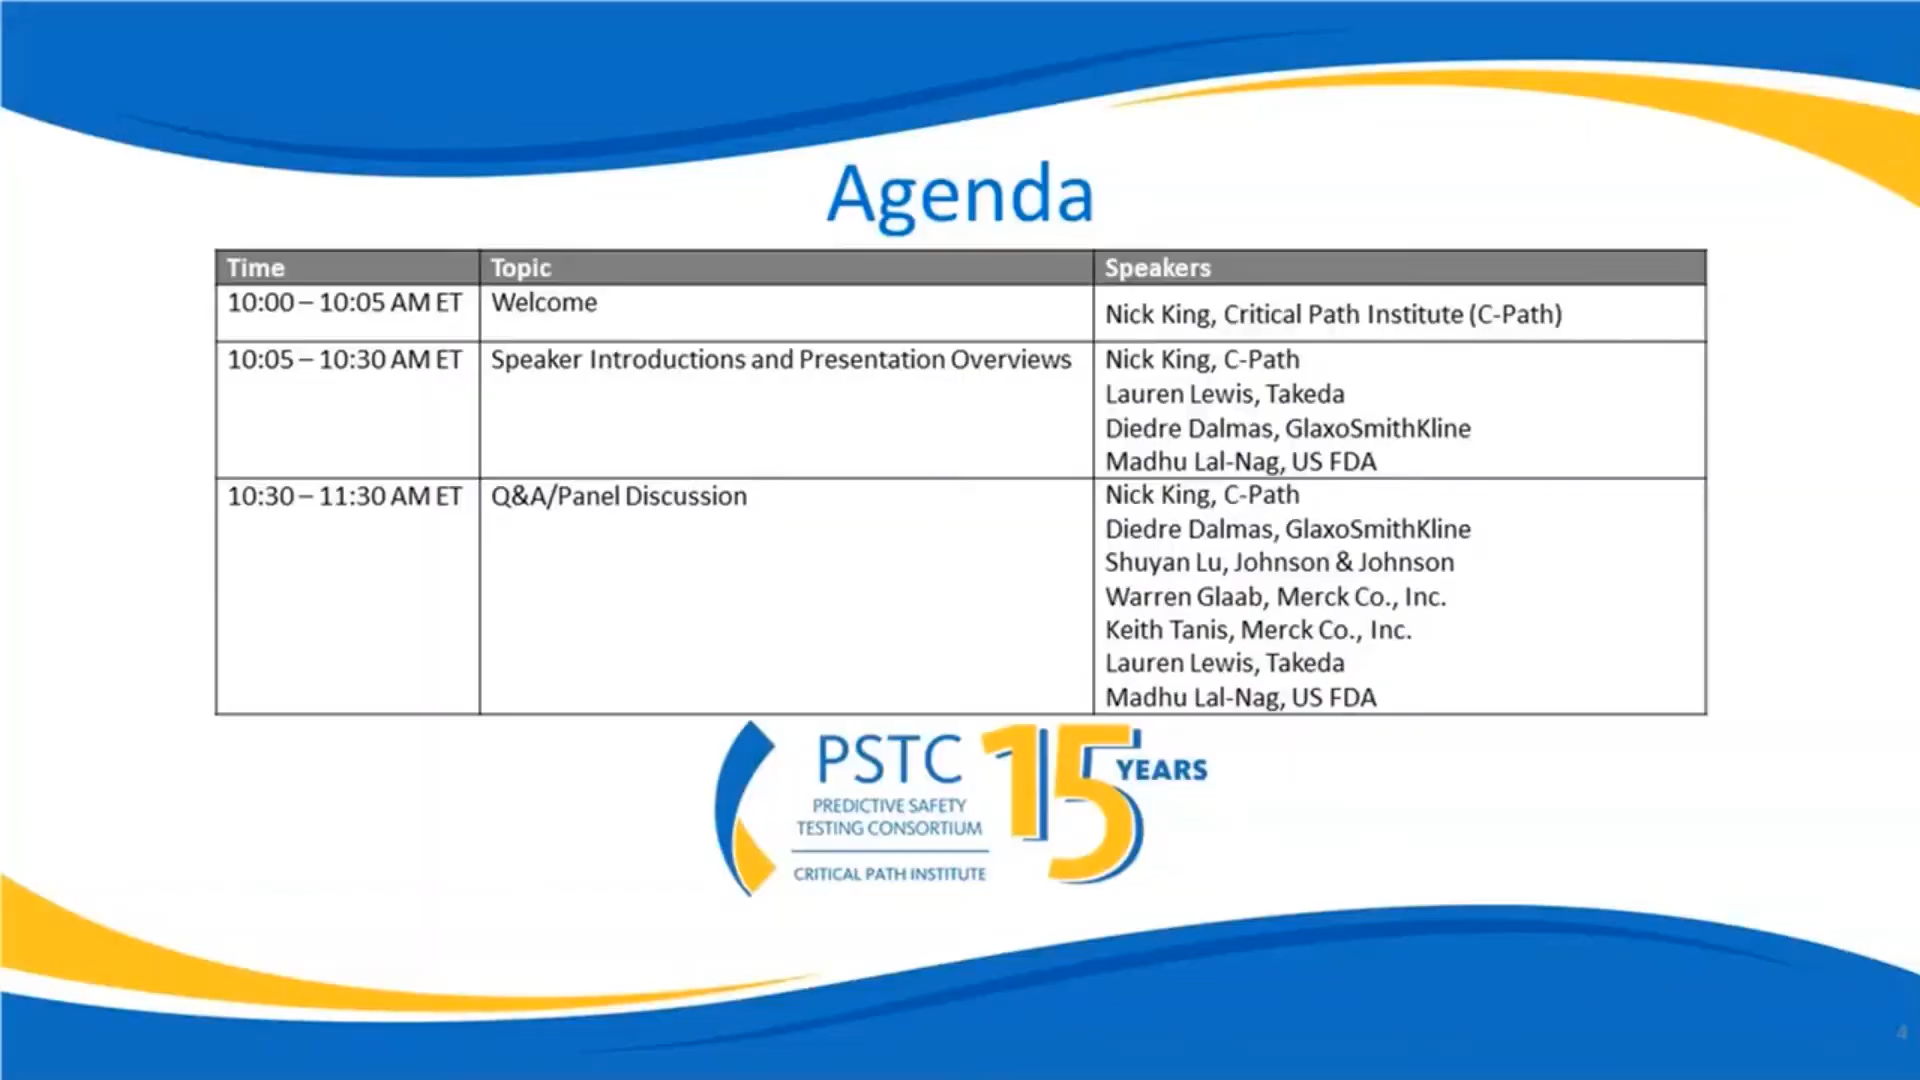 Agenda
Time Topic Speakers
10:00 – 10:05 AM ET Welcome Nick King, Critical Path Institute (C-Path)
10:05 – 10:30 AM ET Speaker Introductions and Presentation Overviews Nick King, C-Path
Lauren Lewis, Takeda
Diedre Dalmas, GlaxoSmithKline
Madhu Lal-Nag, US FDA
10:30 – 11:30 AM ET Q&A/Panel Discussion Nick King, C-Path
Diedre Dalmas, GlaxoSmithKline
Shuyan Lu, Johnson & Johnson
Warren Glaab, Merck Co., Inc.
Keith Tanis, Merck Co., Inc.
Lauren Lewis, Takeda
Madhu Lal-Nag, US FDA
PSTC 15 YEARS
PREDICTIVE SAFETY
TESTING CONSORTIUM
CRITICAL PATH INSTITUTE
4